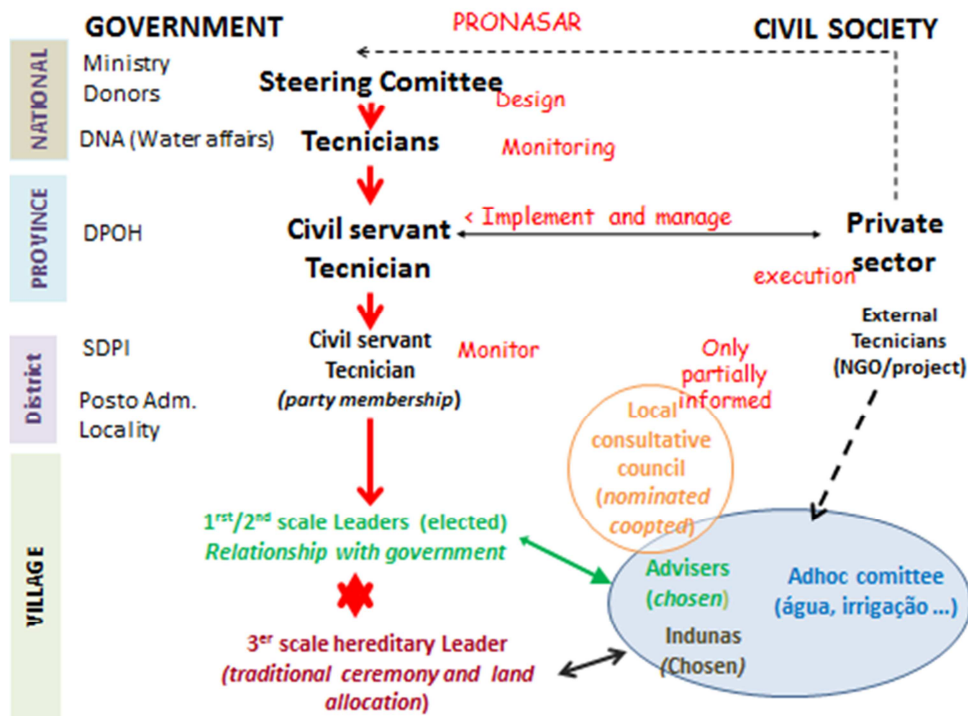 GOVERNMENT
PRONASAR
CIVIL SOCIETY
NATIONAL
Ministry
Donors
Steering Comittee
Design
DNA (Water affairs)
Tecnicians
Monitoring
PROVINCE
DPOH
Civil servant
Tecnician
< Implement and manage
Private
sector
execution
External
Tecnicians
(NGO/project)
District
SDPI
Posto Adm.
Locality
Civil servant
Tecnician
(party membership)
Monitor
Only
partially
informed
Local
consultative
council
(nominated
coopted)
VILLAGE
1rst/2nd scale Leaders (elected)
Relationship with government
Advisers
(chosen)
Adhoc comittee
(água, irrigação ...)
Indunas
(Chosen)
3er scale hereditary Leader
(traditional ceremony and land
allocation)